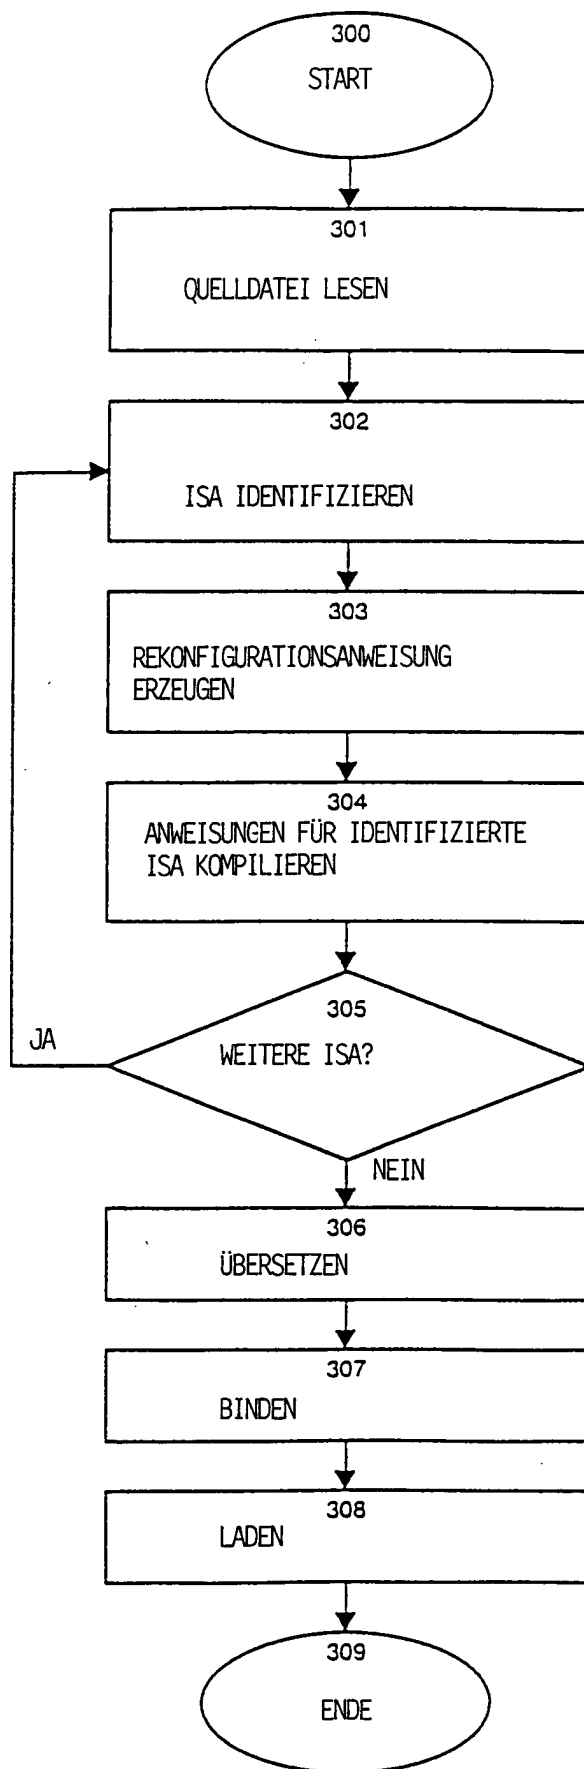 300
START
301
QUELLDATEI LESEN
302
ISA IDENTIFIZIEREN
303
REKONFIGURATIONSANWEISUNG
ERZEUGEN
304
ANWEISUNGEN FÜR IDENTIFIZIERTE
ISA KOMPILIEREN
305
JA
WEITERE ISA?
NEIN
306
ÜBERSETZEN
307
BINDEN
308
LADEN
309
ENDE